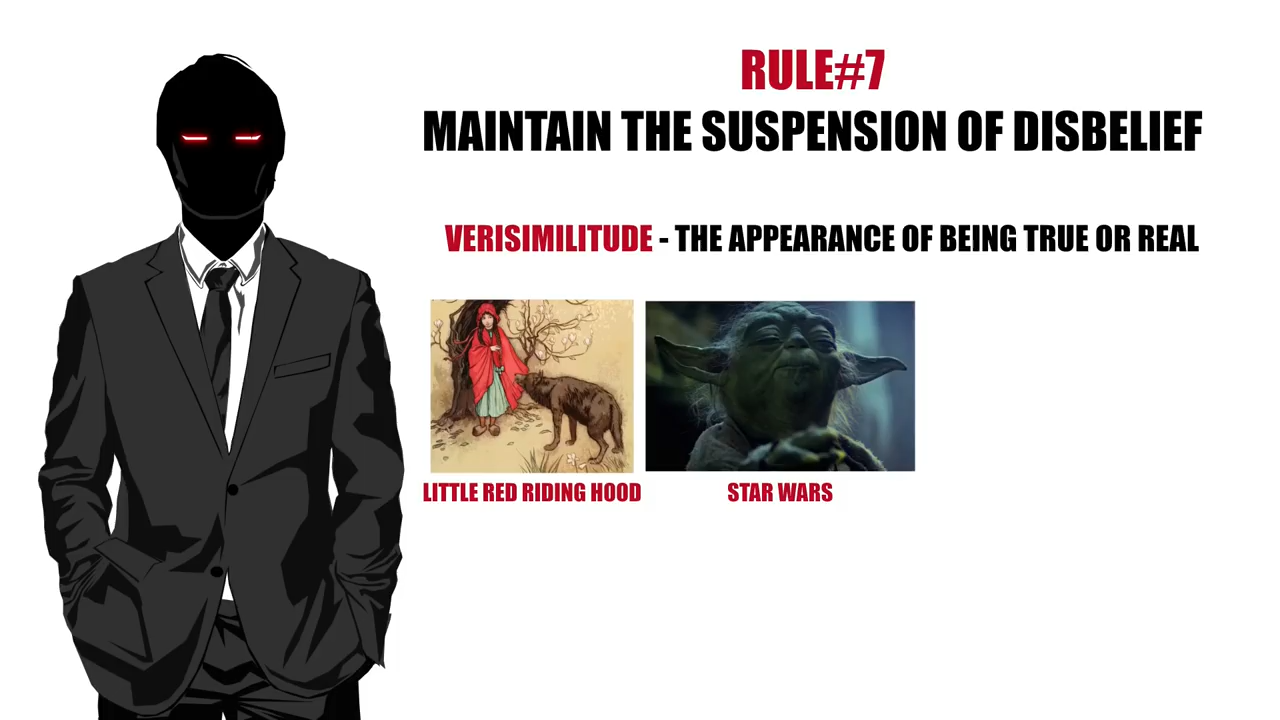 RULE#7
MAINTAIN THE SUSPENSION OF DISBELIEF
VERISIMILITUDE - THE APPEARANCE OF BEING TRUE OR REAL
LITTLE RED RIDING HOOD
STAR WARS